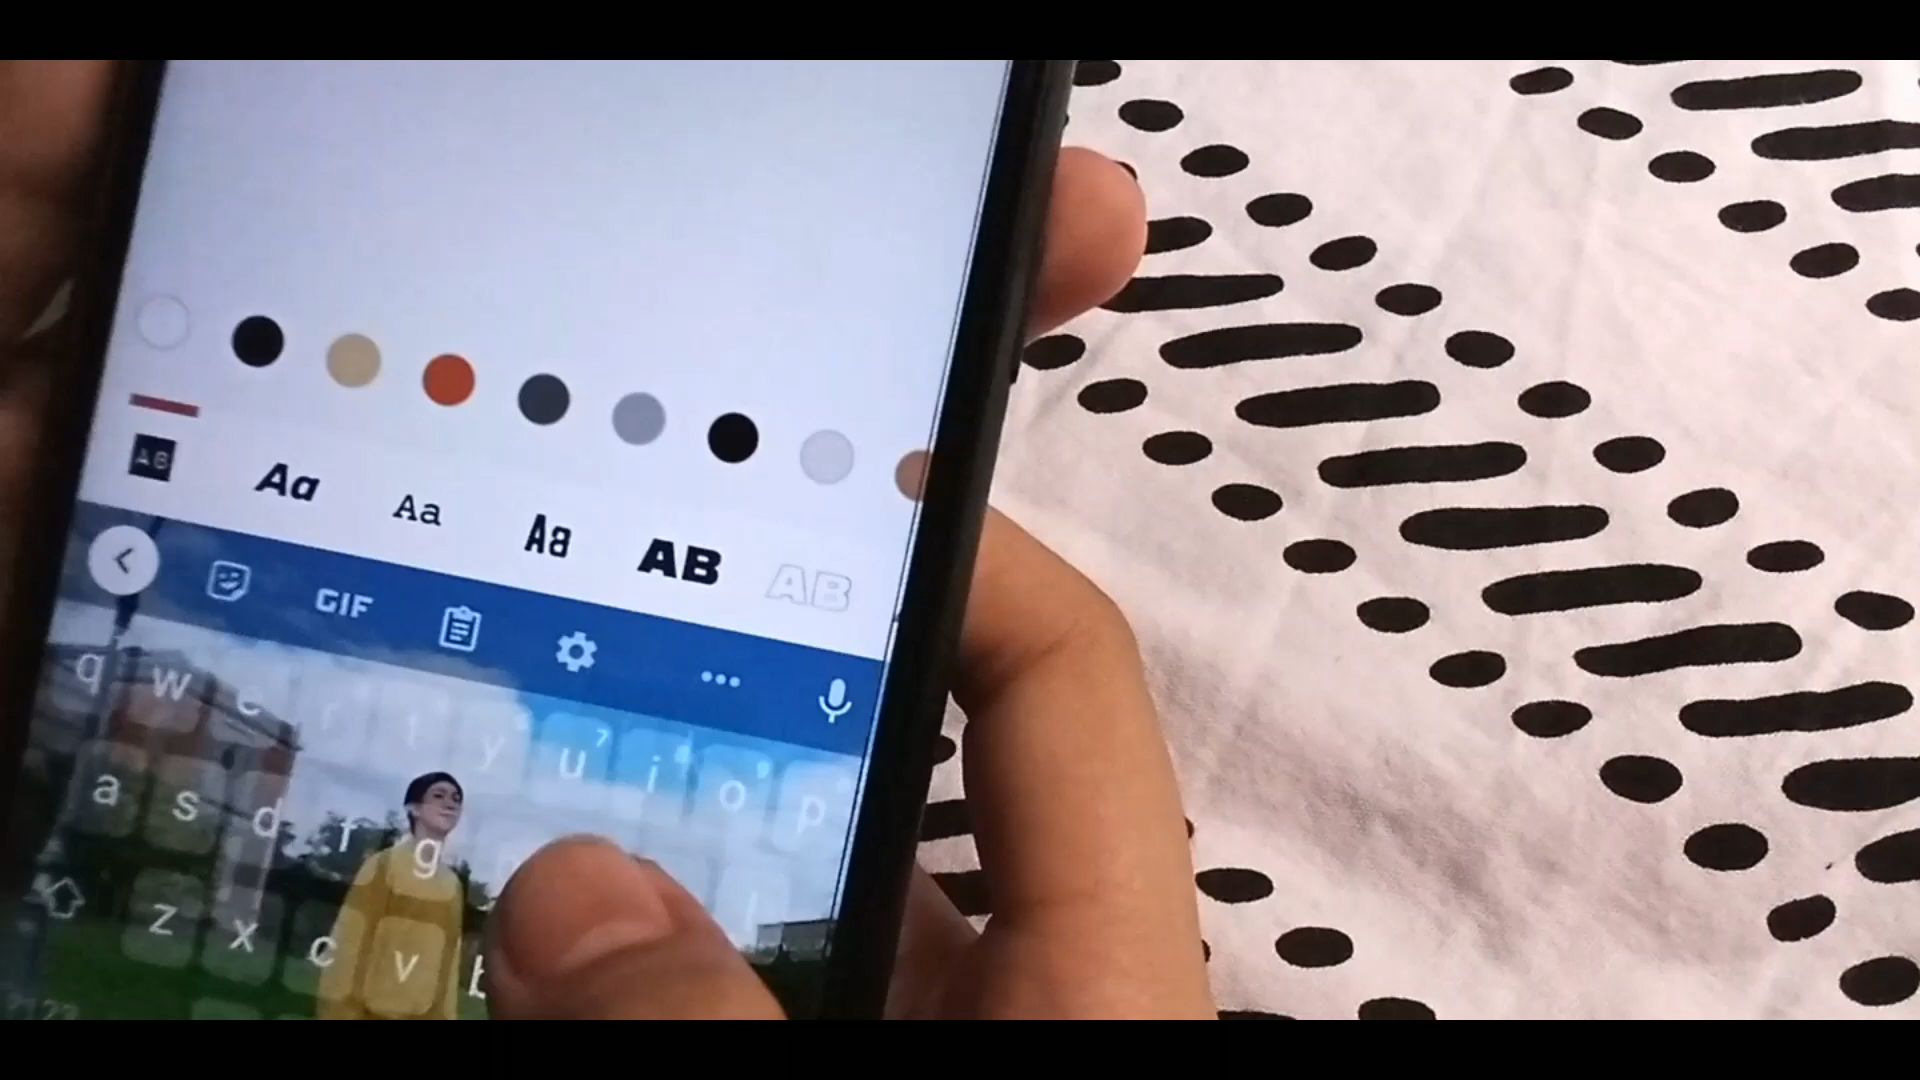 AB Aa Aa Aa AB AB
GIF
q w e r t y u i o p
a s d f g
z x c v b